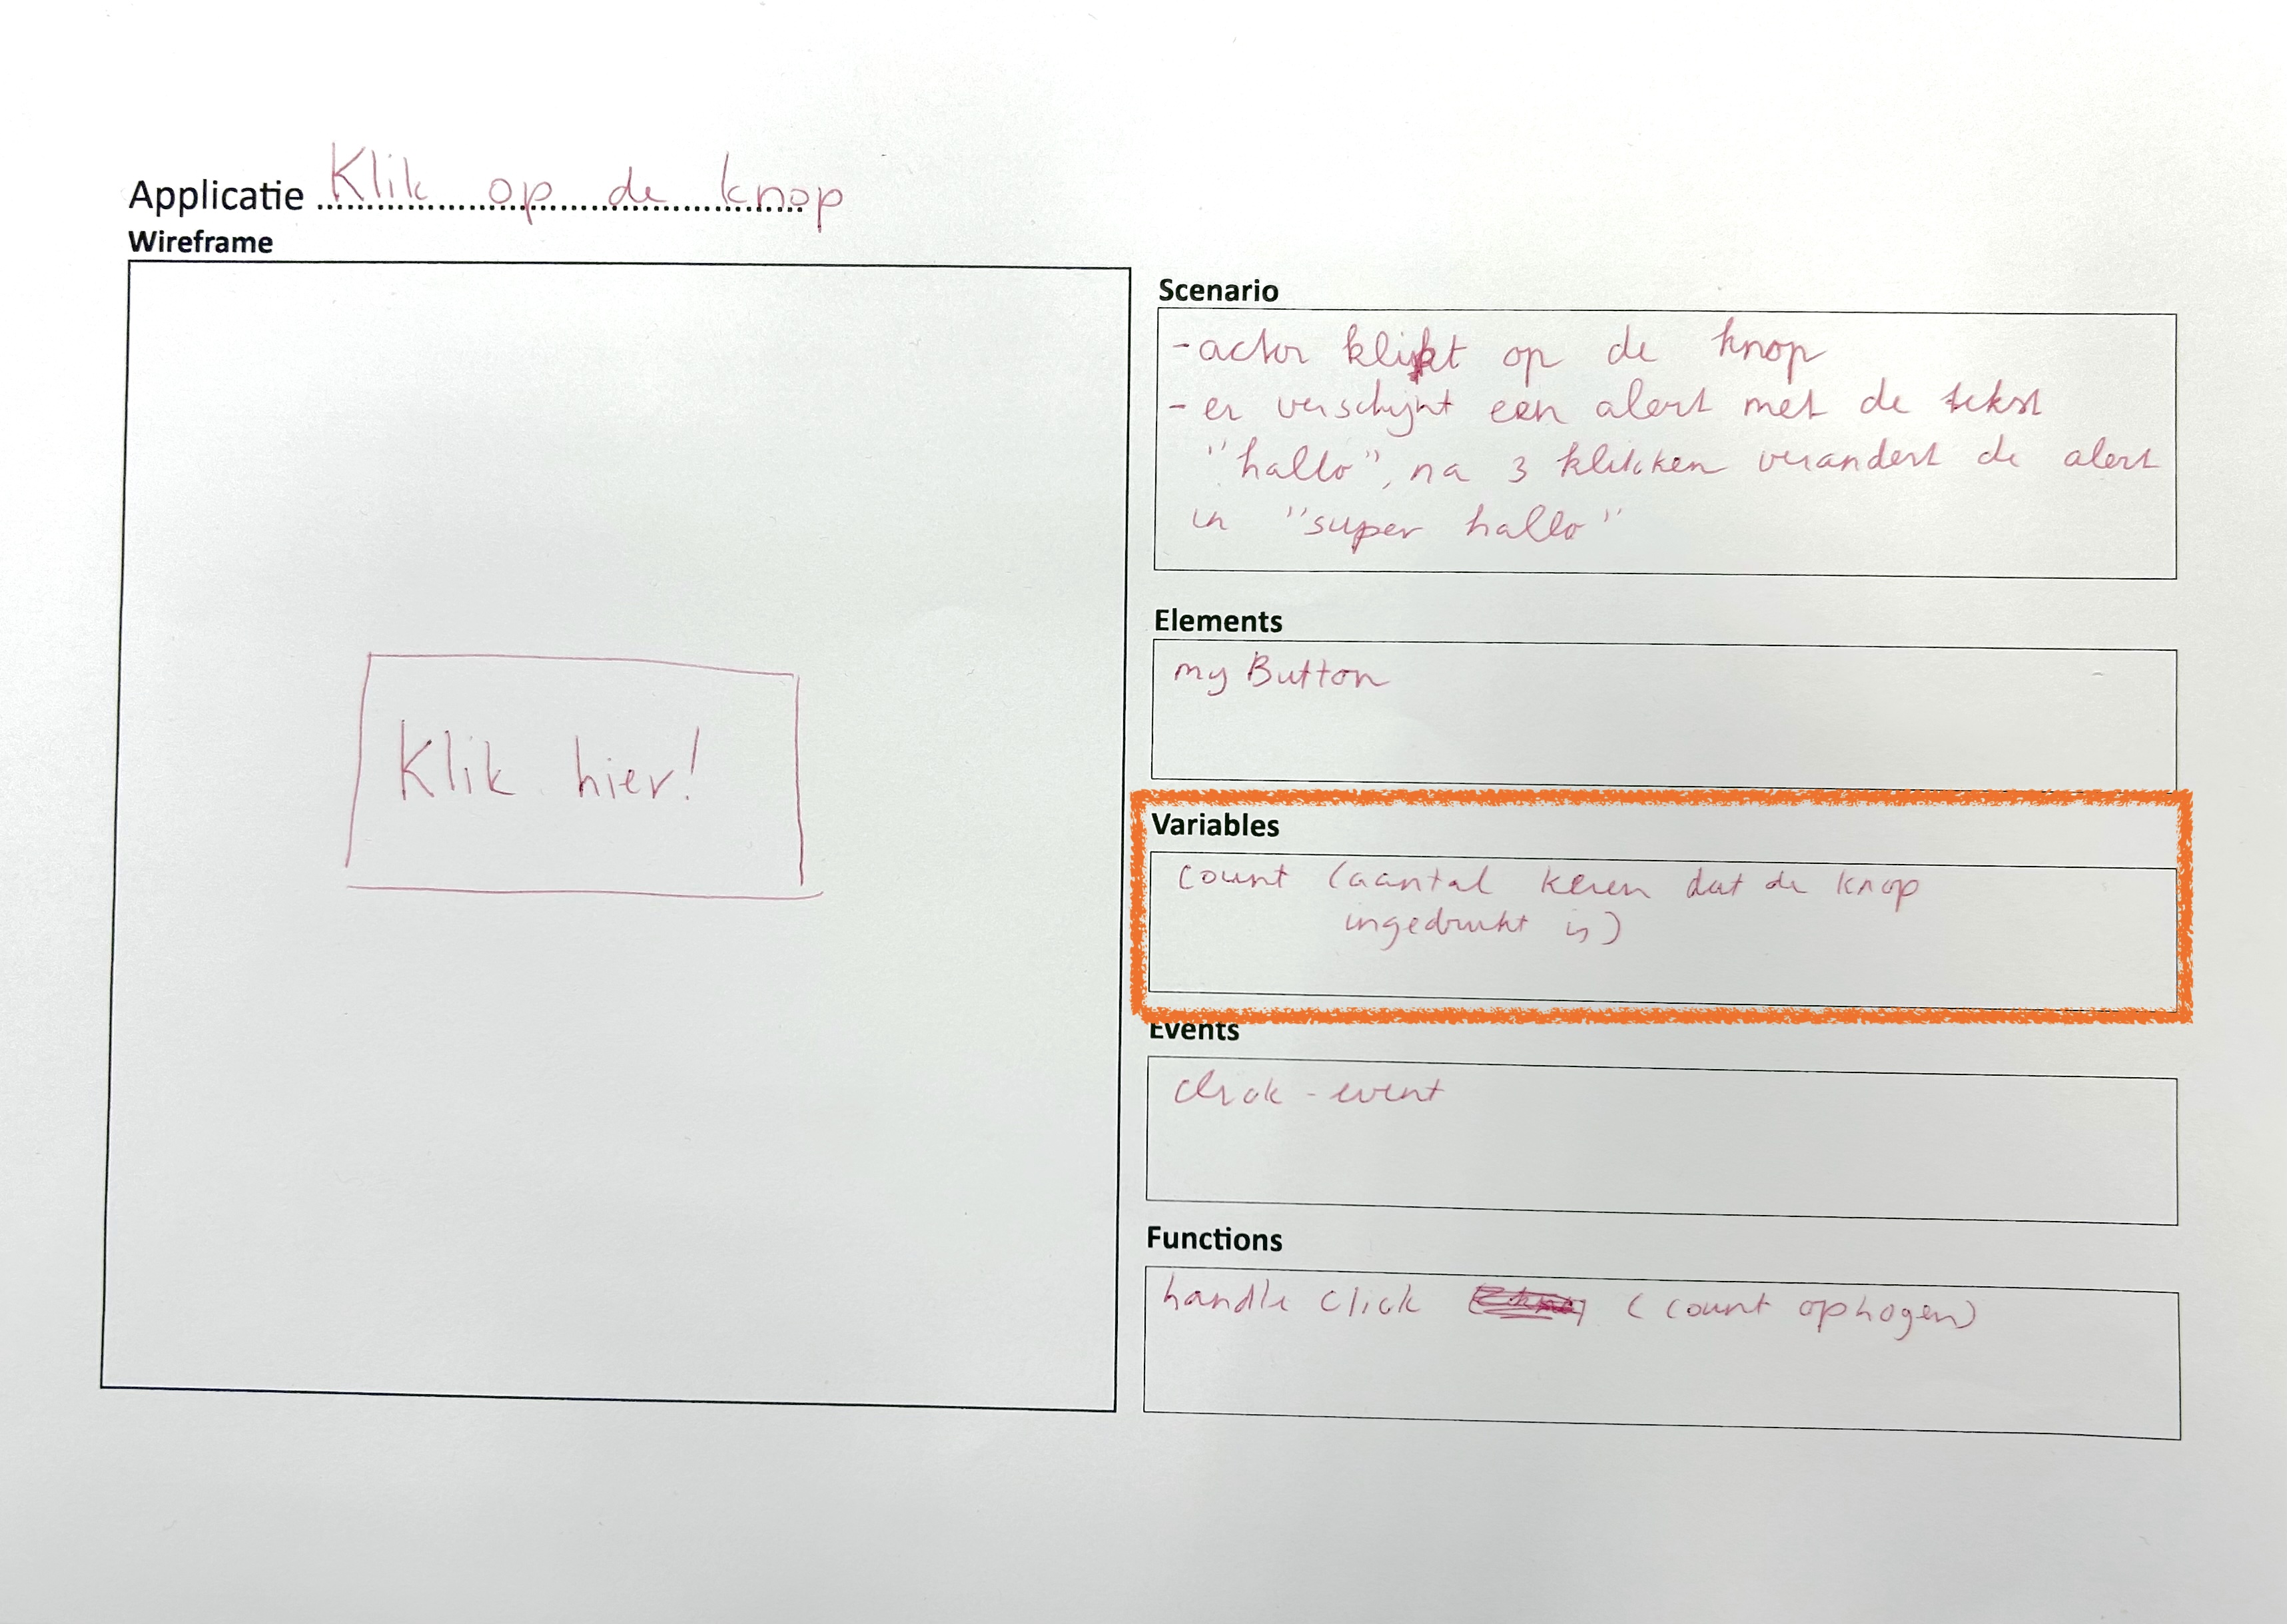 Applicatie Klik op de knop
Wireframe
Klik hier!
Scenario
- actor klikt op de knop
- er verschijnt een alert met de tekst
"hallo", na 3 klikken verandert de alert
in "super hallo"
Elements
my Button
Variables
count (aantal keren dat de knop
ingedrukt is)
Events
click - event
Functions
handle click (count ophogen)